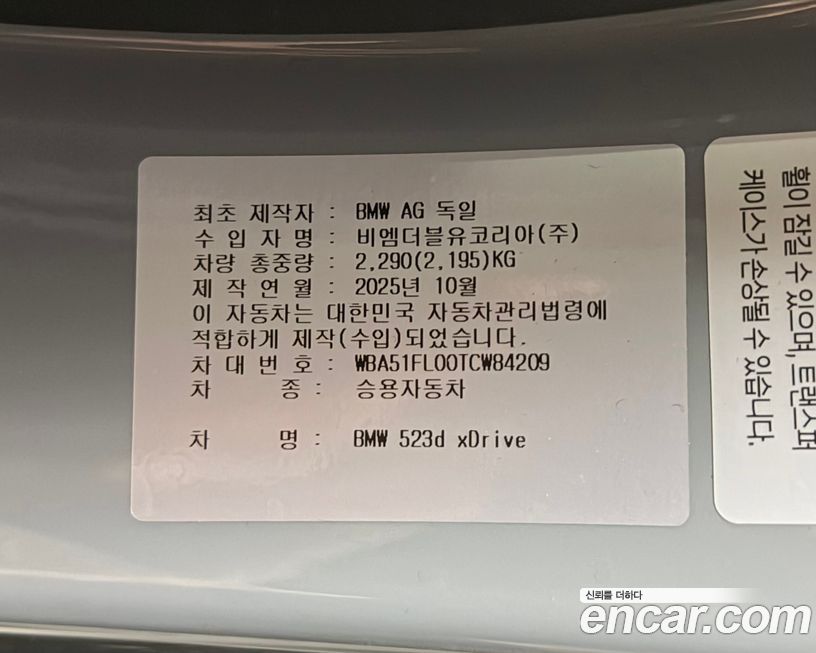 최초 제작자 : BMW AG 독일
수 입 자 명 : 비엠더블유코리아(주)
차량 총중량 : 2,290(2,195)KG
제 작 연 월 : 2025년 10월
이 자동차는 대한민국 자동차관리법령에
적합하게 제작(수입)되었습니다.
차 대 번 호 : WBA51FL00TCW84209
차 종 : 승용자동차
차 명 : BMW 523d xDrive
휠이 잠길 수 있으며, 트랜스퍼
케이스가 손상될 수 있습니다.
신뢰를 더하다
encar.com